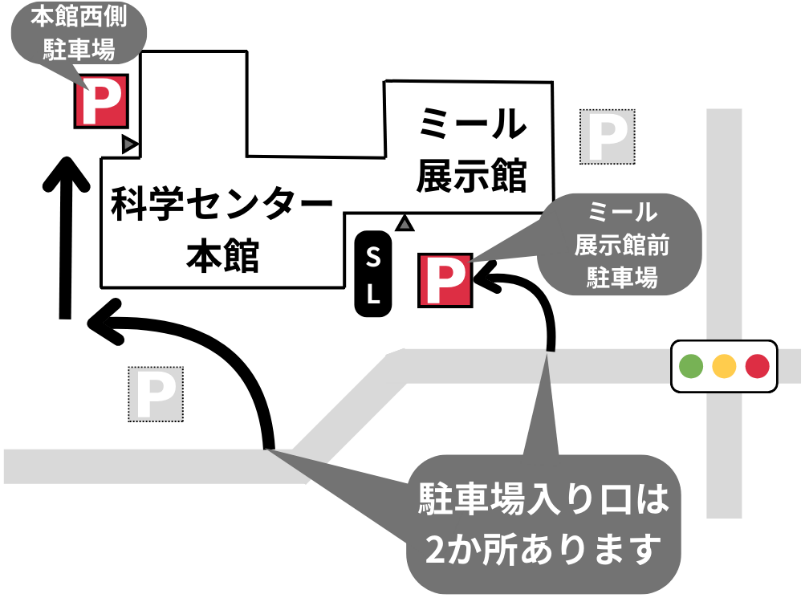 本館西側
駐車場
P
ミール
展示館
P
科学センター
本館
S
L
P
ミール
展示館前
駐車場
P
駐車場入り口は
2か所あります